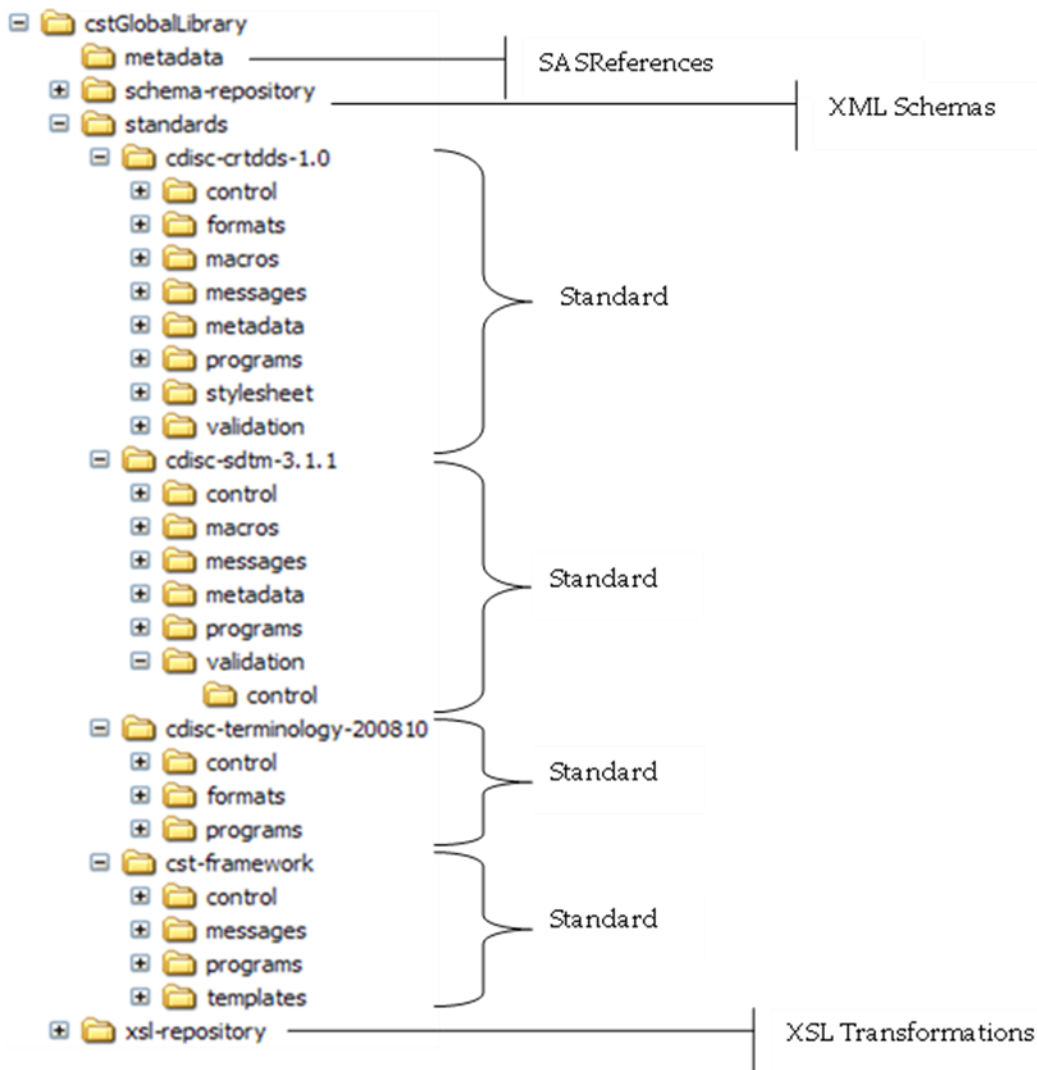 cstGlobalLibrary
metadata
SASReferences
schema-repository
XML Schemas
standards
cdisc-crtdds-1.0
control
formats
macros
messages
Standard
metadata
programs
stylesheet
validation
cdisc-sdtm-3.1.1
control
macros
messages
Standard
metadata
programs
validation
control
cdisc-terminology-200810
control
Standard
formats
programs
cst-framework
control
Standard
messages
programs
templates
xsl-repository
XSL Transformations